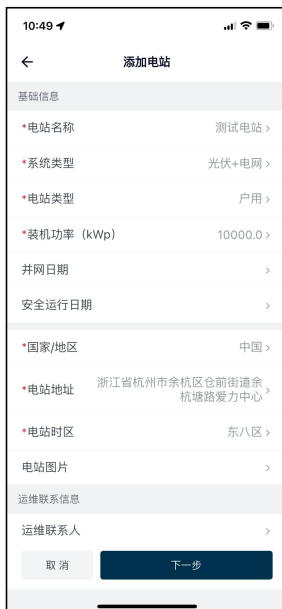 10:49
添加电站
基础信息
*电站名称 测试电站 >
*系统类型 光伏+电网 >
*电站类型 户用 >
*装机功率（kWp） 10000.0 >
并网日期 >
安全运行日期 >
*国家/地区 中国 >
*电站地址 浙江省杭州市余杭区仓前街道余
杭塘路爱力中心 >
*电站时区 东八区 >
电站图片 >
运维联系信息
运维联系人 >
取消 下一步